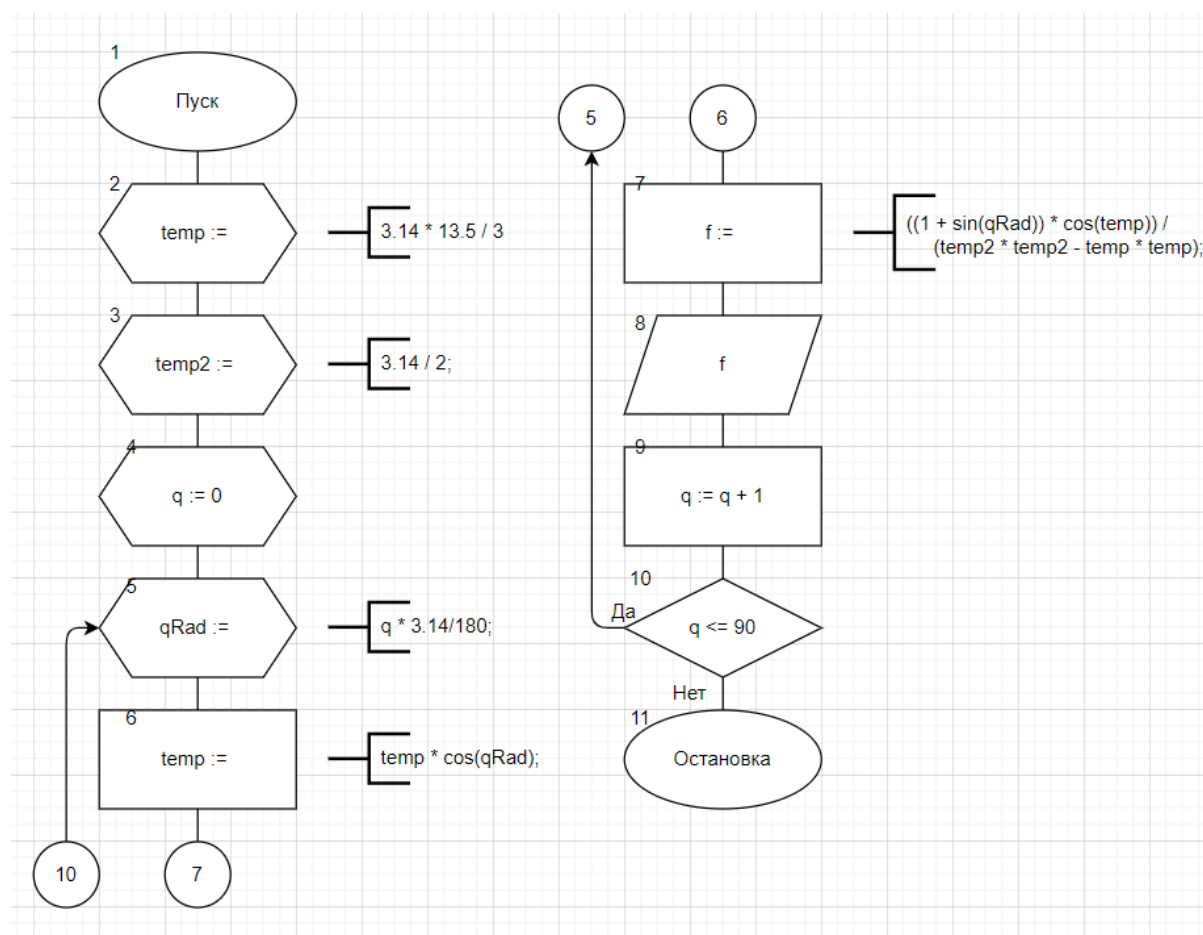 1
Пуск
2
temp :=
3.14 * 13.5 / 3
3
temp2 :=
3.14 / 2;
4
q := 0
5
qRad :=
q * 3.14/180;
6
temp :=
temp * cos(qRad);
10
7
5
6
7
f :=
((1 + sin(qRad)) * cos(temp)) /
(temp2 * temp2 - temp * temp);
8
f
9
q := q + 1
10
Да
q <= 90
Нет
11
Остановка